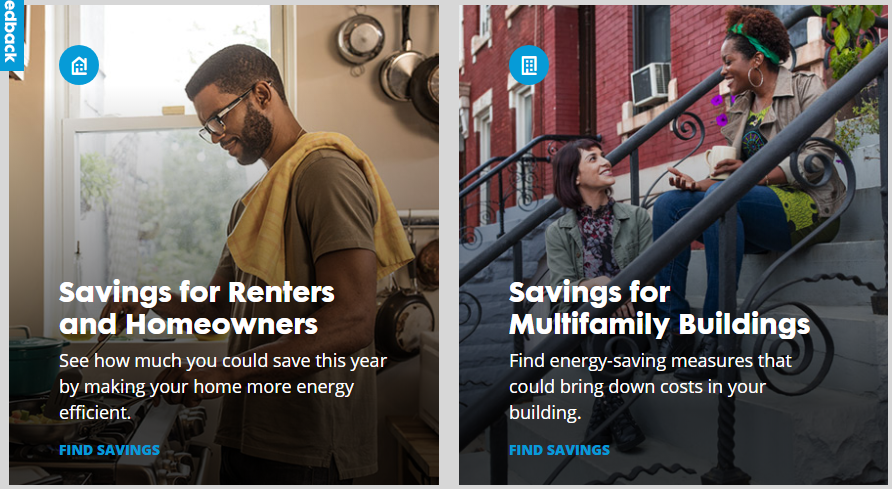 edback
Savings for Renters
and Homeowners
See how much you could save this year
by making your home more energy
efficient.
FIND SAVINGS
Savings for
Multifamily Buildings
Find energy-saving measures that
could bring down costs in your
building.
FIND SAVINGS